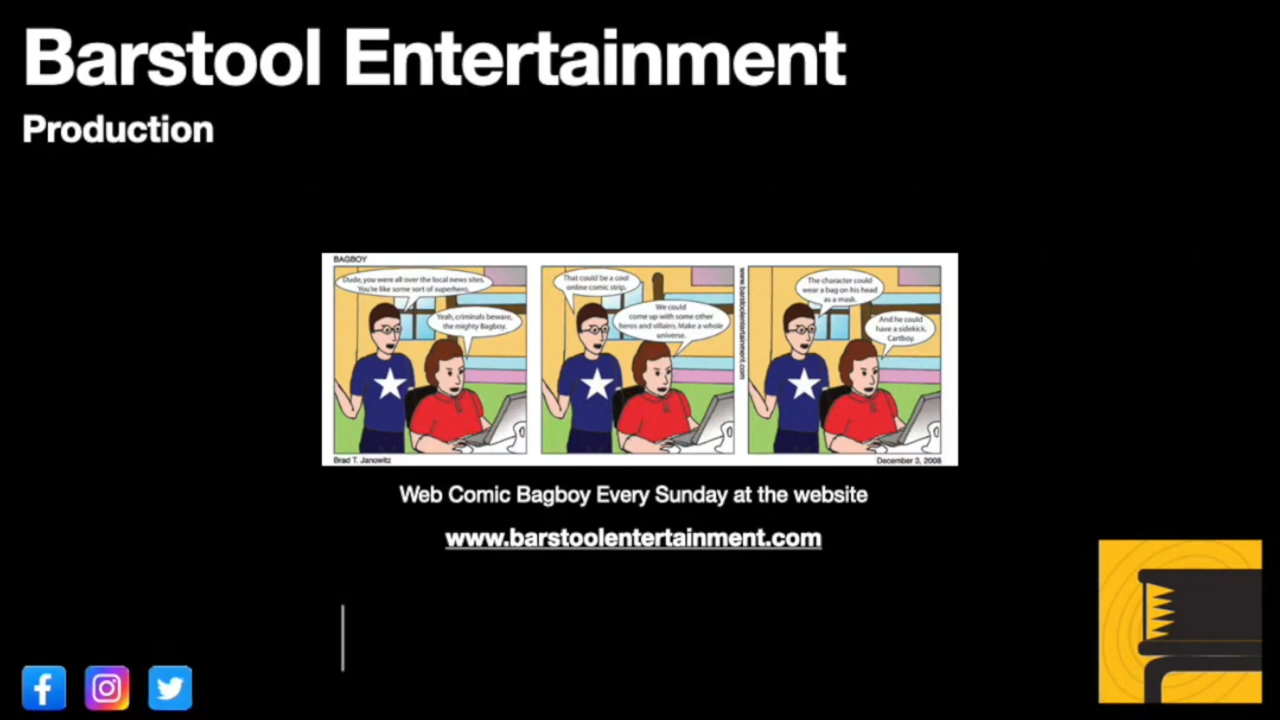 Barstool Entertainment
Production
BAGBOY
Dude, you were all over the local news sites.
You're like some sort of superhero.
Yeah, criminals beware,
the mighty Bagboy.
That could be a cool
online comic strip.
We could
come up with some other
heros and villains. Make a whole
universe.
www.barstoolentertainment.com
The character could
wear a bag on his head
as a mask.
And he could
have a sidekick,
Cartboy.
Brad T. Janowitz
December 3, 2008
Web Comic Bagboy Every Sunday at the website
www.barstoolentertainment.com